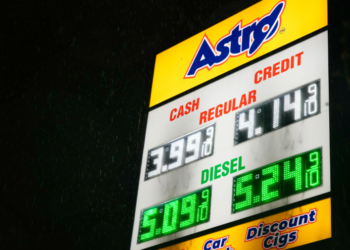 Astro
CASH CREDIT
REGULAR
3.99 9/10 4.14 9/10
DIESEL
5.09 9/10 5.24 9/10
Car Discount
Cigs